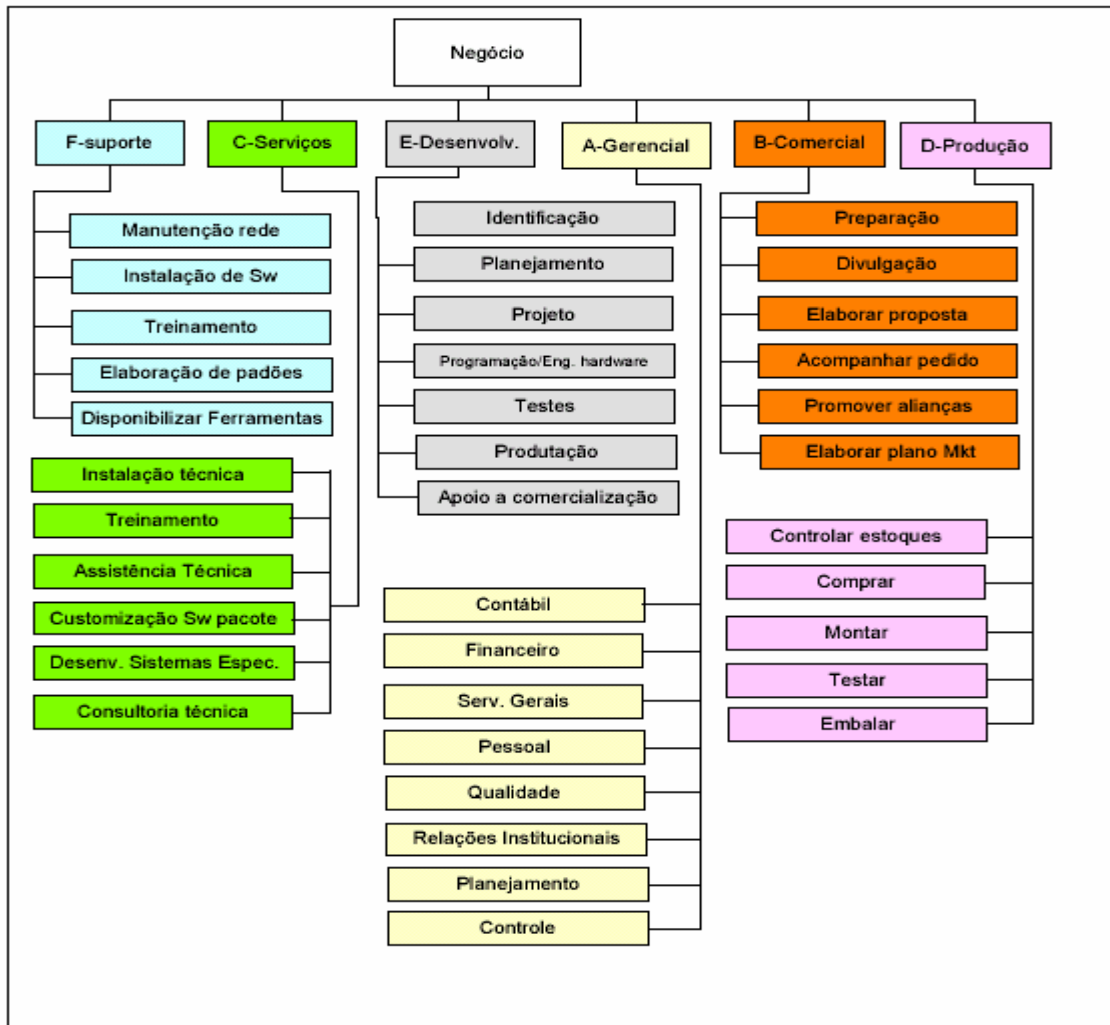 Negócio
F-suporte
C-Serviços
E-Desenvolv.
A-Gerencial
B-Comercial
D-Produção
Manutenção rede
Instalação de Sw
Treinamento
Elaboração de padões
Disponibilizar Ferramentas
Instalação técnica
Treinamento
Assistência Técnica
Customização Sw pacote
Desenv. Sistemas Espec.
Consultoria técnica
Identificação
Planejamento
Projeto
Programação/Eng. hardware
Testes
Produtação
Apoio a comercialização
Contábil
Financeiro
Serv. Gerais
Pessoal
Qualidade
Relações Institucionais
Planejamento
Controle
Preparação
Divulgação
Elaborar proposta
Acompanhar pedido
Promover alianças
Elaborar plano Mkt
Controlar estoques
Comprar
Montar
Testar
Embalar